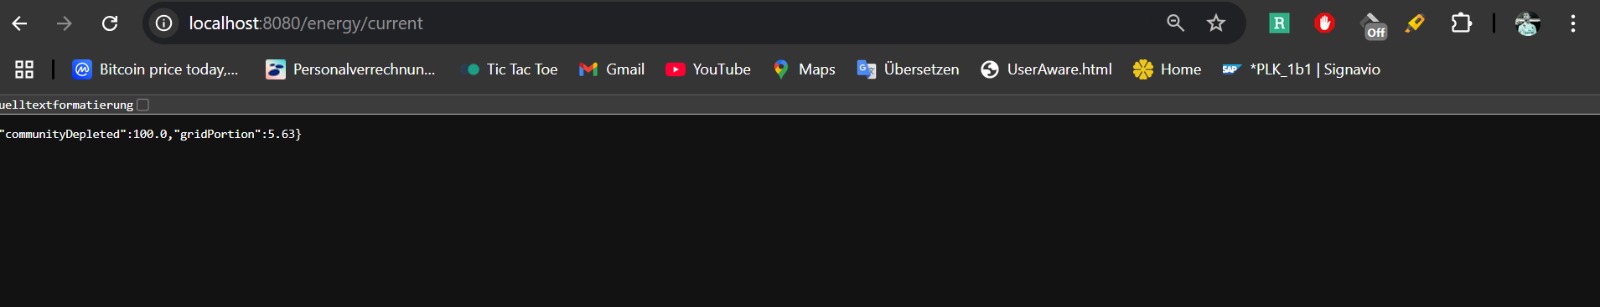 localhost:8080/energy/current
R
Off
Bitcoin price today,...
Personalverrechnun...
Tic Tac Toe
Gmail
YouTube
Maps
Übersetzen
UserAware.html
Home
SAP
*PLK_1b1 | Signavio
uelltextformatierung
"communityDepleted":100.0,"gridPortion":5.63}